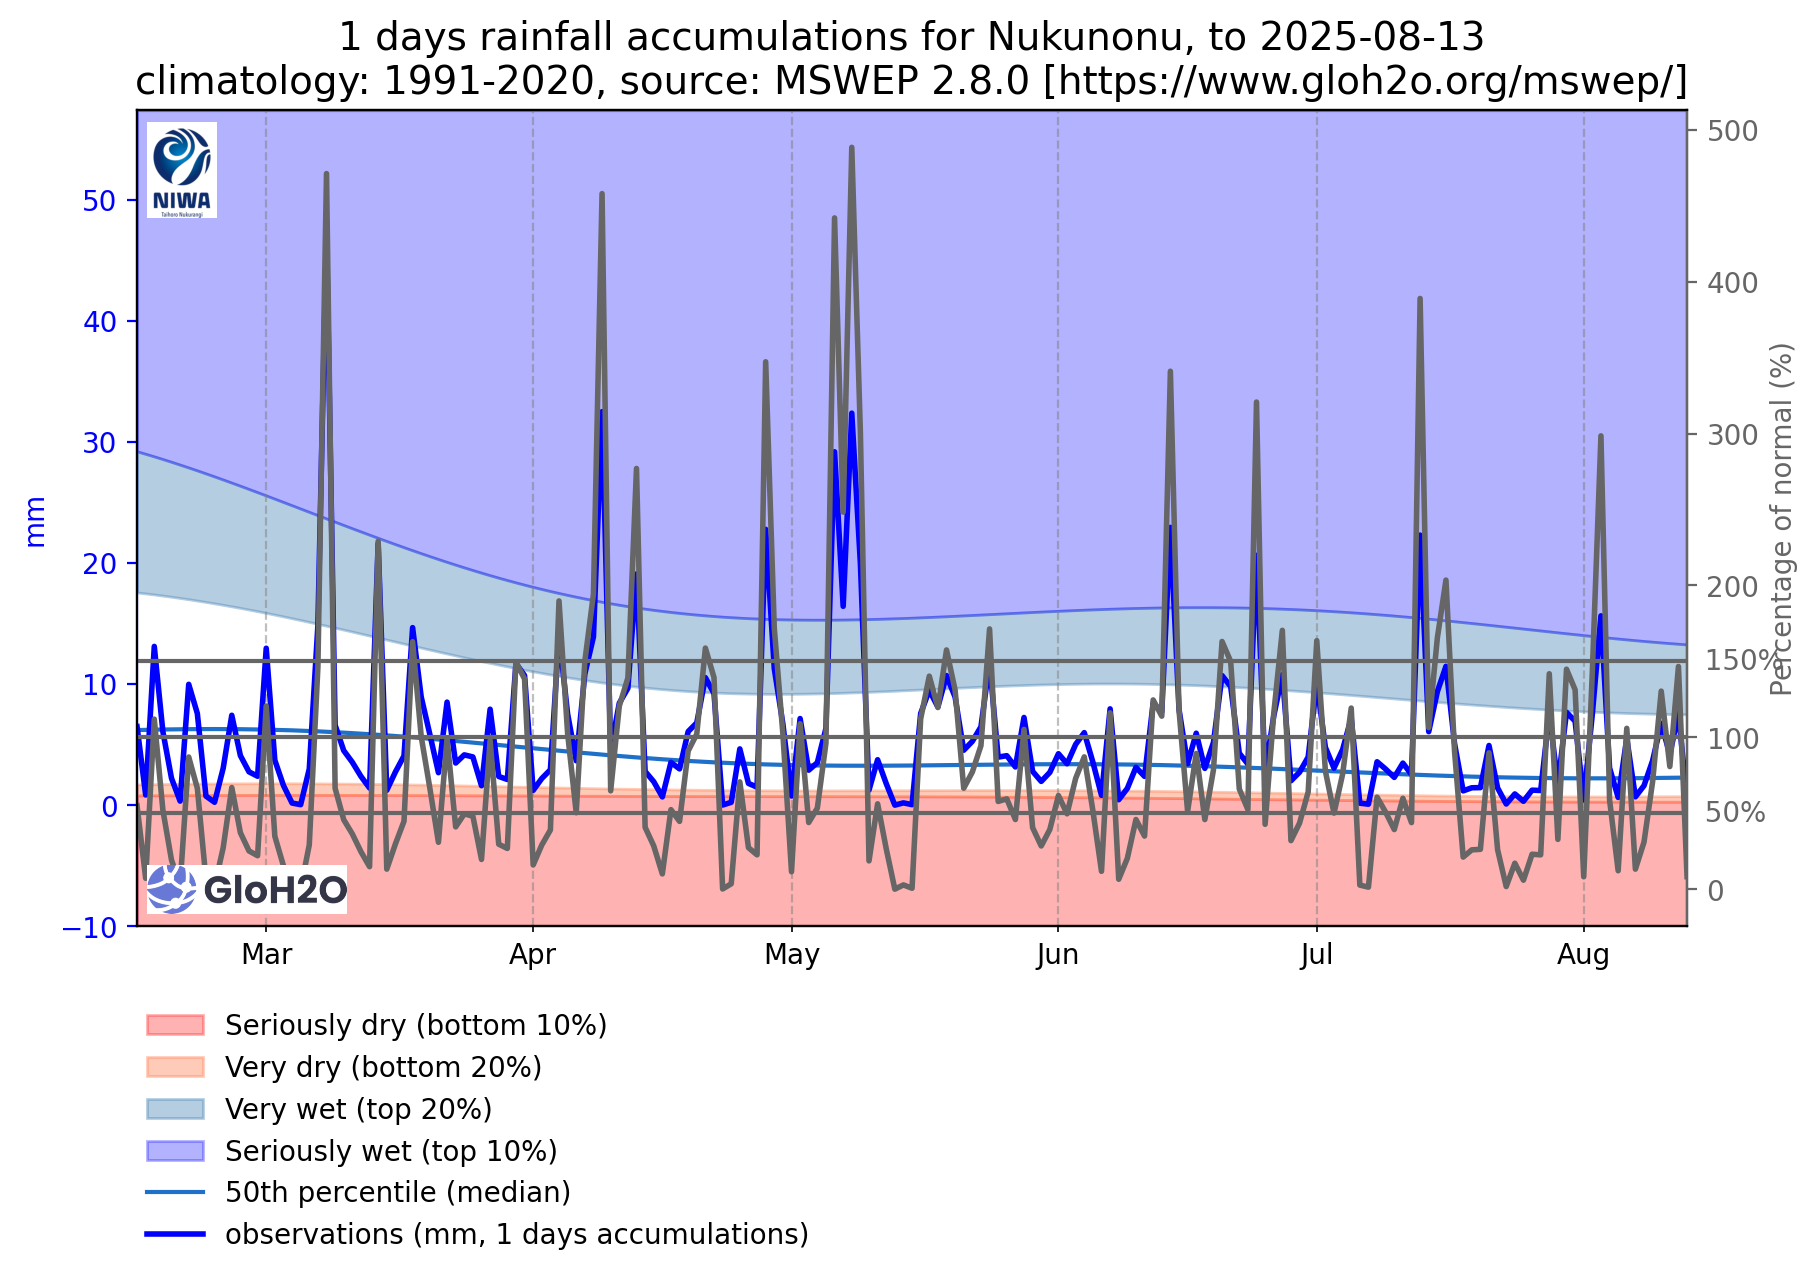 1 days rainfall accumulations for Nukunonu, to 2025-08-13
climatology: 1991-2020, source: MSWEP 2.8.0 [https://www.gloh2o.org/mswep/]
NIWA
Taihoro Nukurangi
mm
50
40
30
20
10
0
−10
500
400
300
200
150%
100
50%
0
Percentage of normal (%)
GloH2O
Mar
Apr
May
Jun
Jul
Aug
Seriously dry (bottom 10%)
Very dry (bottom 20%)
Very wet (top 20%)
Seriously wet (top 10%)
50th percentile (median)
observations (mm, 1 days accumulations)